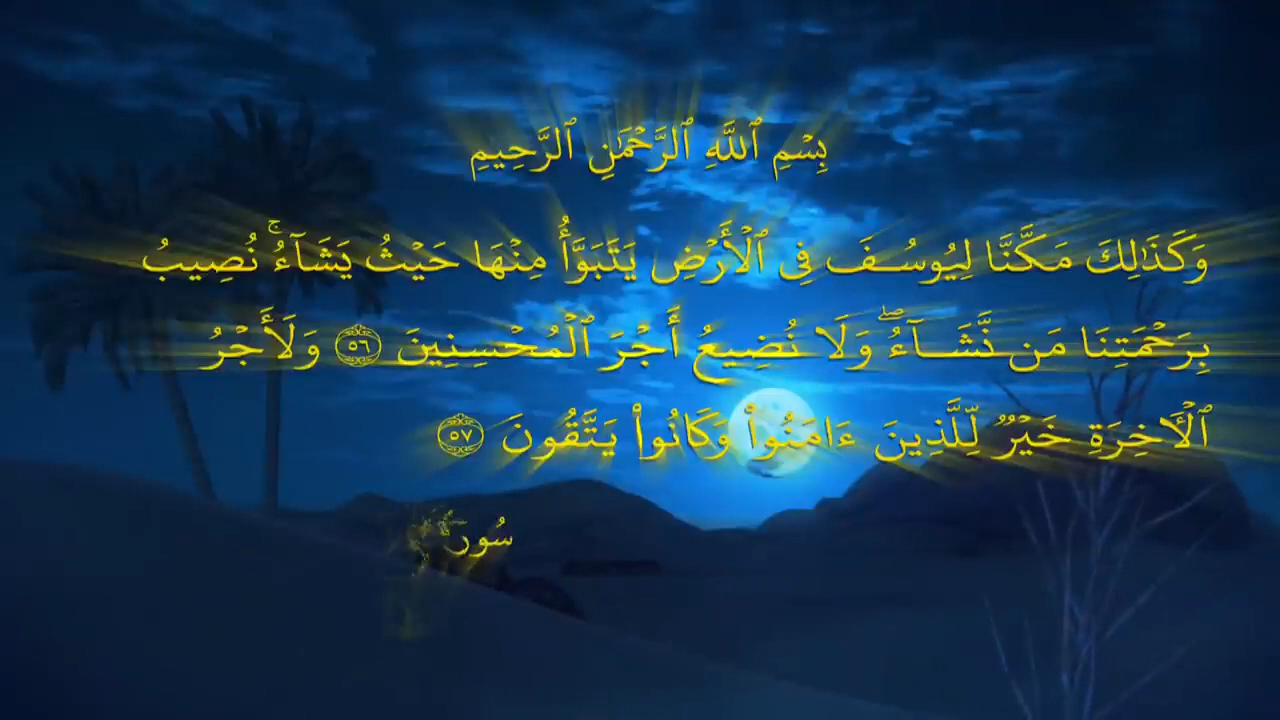 بِسْمِ ٱللَّهِ ٱلرَّحْمَٰنِ ٱلرَّحِيمِ
وَكَذَٰلِكَ مَكَّنَّا لِيُوسُفَ فِى ٱلْأَرْضِ يَتَبَوَّأُ مِنْهَا حَيْثُ يَشَآءُ ۚ نُصِيبُ
بِرَحْمَتِنَا مَن نَّشَآءُ ۖ وَلَا نُضِيعُ أَجْرَ ٱلْمُحْسِنِينَ ۝٥٦ وَلَأَجْرُ
ٱلْـَٔاخِرَةِ خَيْرٌ لِّلَّذِينَ ءَامَنُوا۟ وَكَانُوا۟ يَتَّقُونَ ۝٥٧